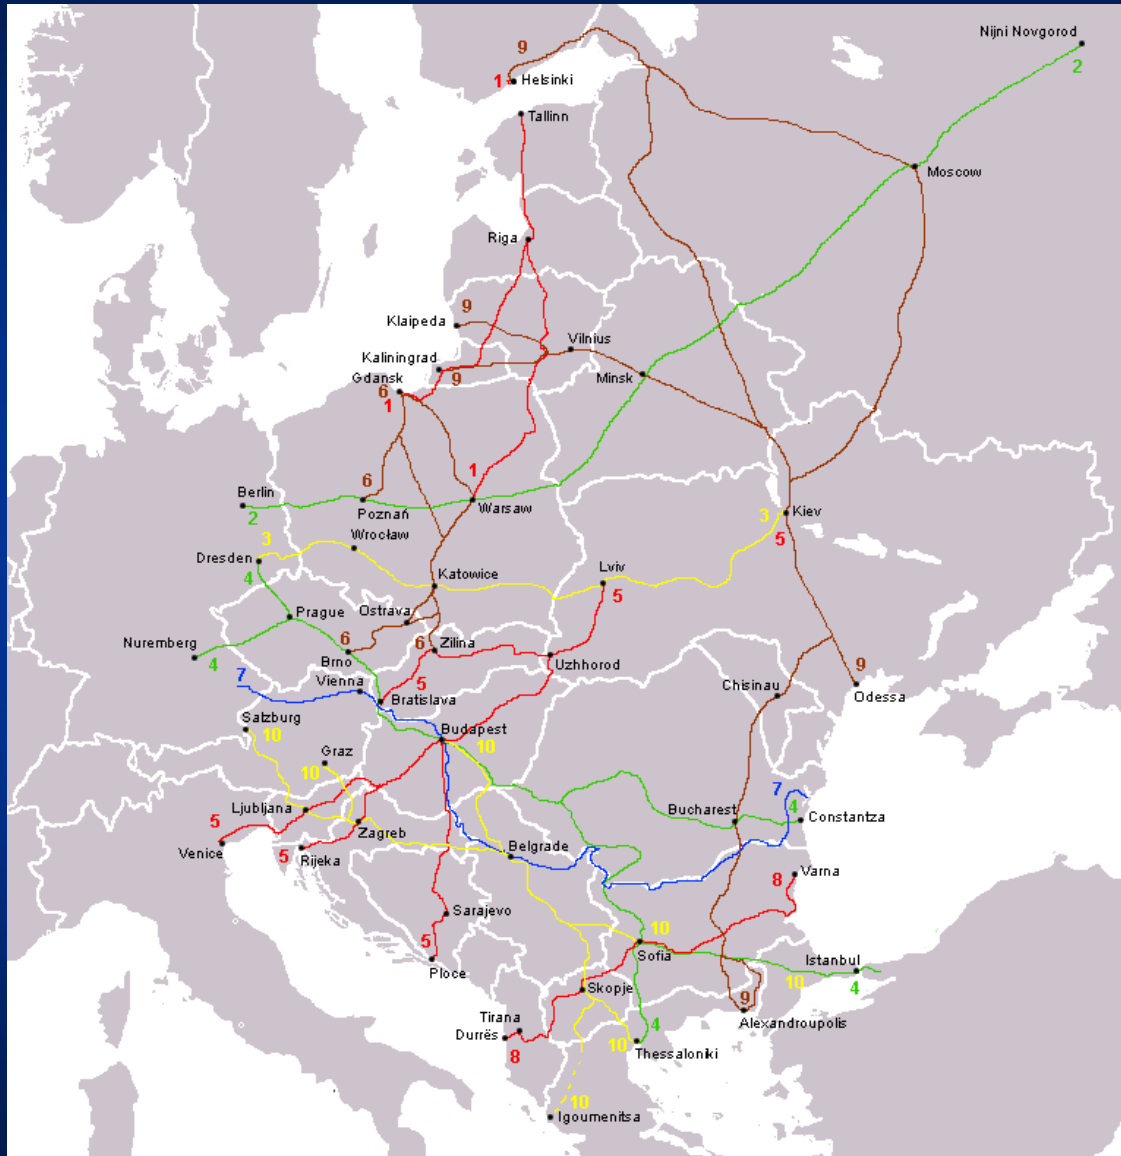 Nijni Novgorod
9
2
1
Helsinki
Tallinn
Moscow
Riga
9
Klaipeda
Vilnius
Kaliningrad
9
Minsk
Gdansk
6
1
1
6
Berlin
Warsaw
2
Poznań
3
Kiev
5
3
Wrocław
Dresden
4
Lviv
Katowice
5
Ostrava
Prague
Nuremberg
4
6
Brno
6
Zilina
Uzhhorod
7
Vienna
5
Bratislava
9
Odessa
Chisinau
Salzburg
10
Budapest
10
Graz
10
7
4
Ljubljana
Bucharest
Constantza
5
Zagreb
Venice
5
Rijeka
Belgrade
8
Varna
Sarajevo
5
Ploce
10
Sofia
Istanbul
10
4
Skopje
9
Tirana
Alexandroupolis
Durrës
4
8
10
Thessaloniki
10
Igoumenitsa